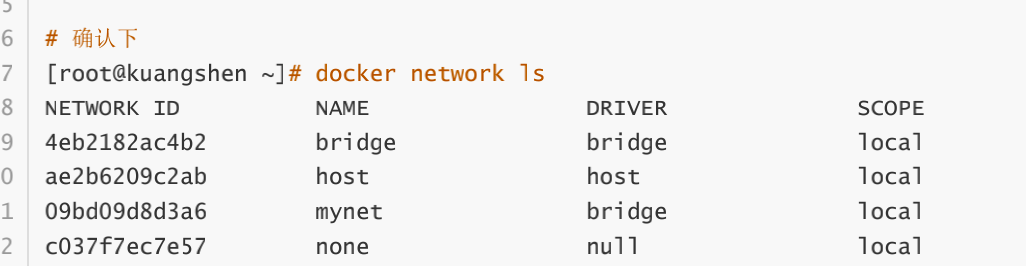 5
6 # 确认下
7 [root@kuangshen ~]# docker network ls
8 NETWORK ID NAME DRIVER SCOPE
9 4eb2182ac4b2 bridge bridge local
0 ae2b6209c2ab host host local
1 09bd09d8d3a6 mynet bridge local
2 c037f7ec7e57 none null local